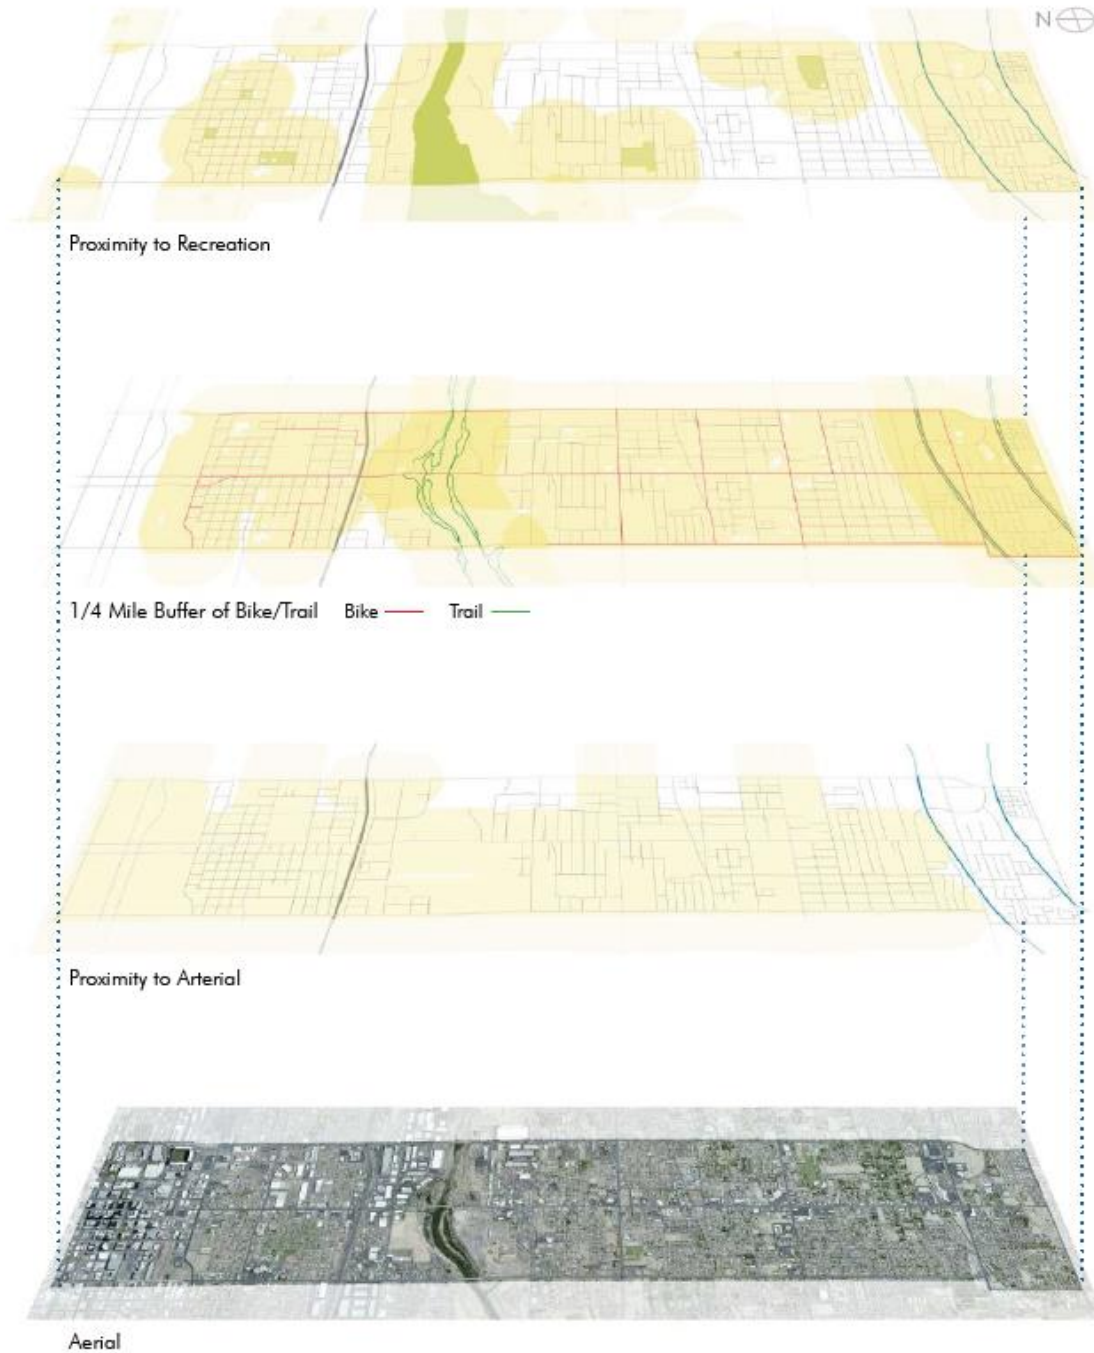 N
Proximity to Recreation
1/4 Mile Buffer of Bike/Trail Bike Trail
Proximity to Arterial
Aerial